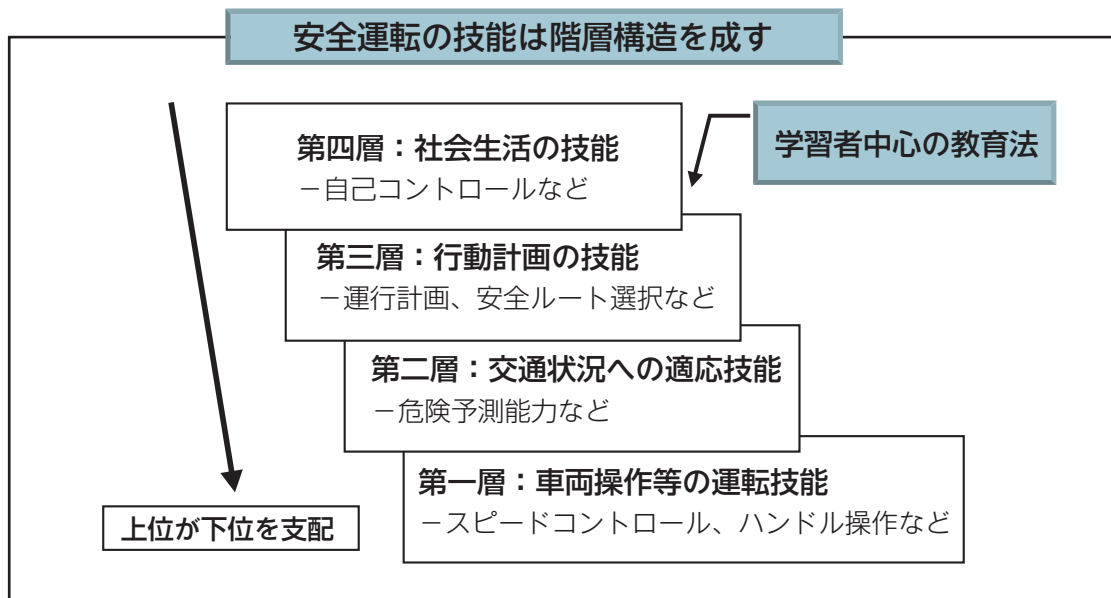 安全運転の技能は階層構造を成す
第四層：社会生活の技能
－自己コントロールなど
学習者中心の教育法
第三層：行動計画の技能
－運行計画、安全ルート選択など
第二層：交通状況への適応技能
－危険予測能力など
第一層：車両操作等の運転技能
－スピードコントロール、ハンドル操作など
上位が下位を支配